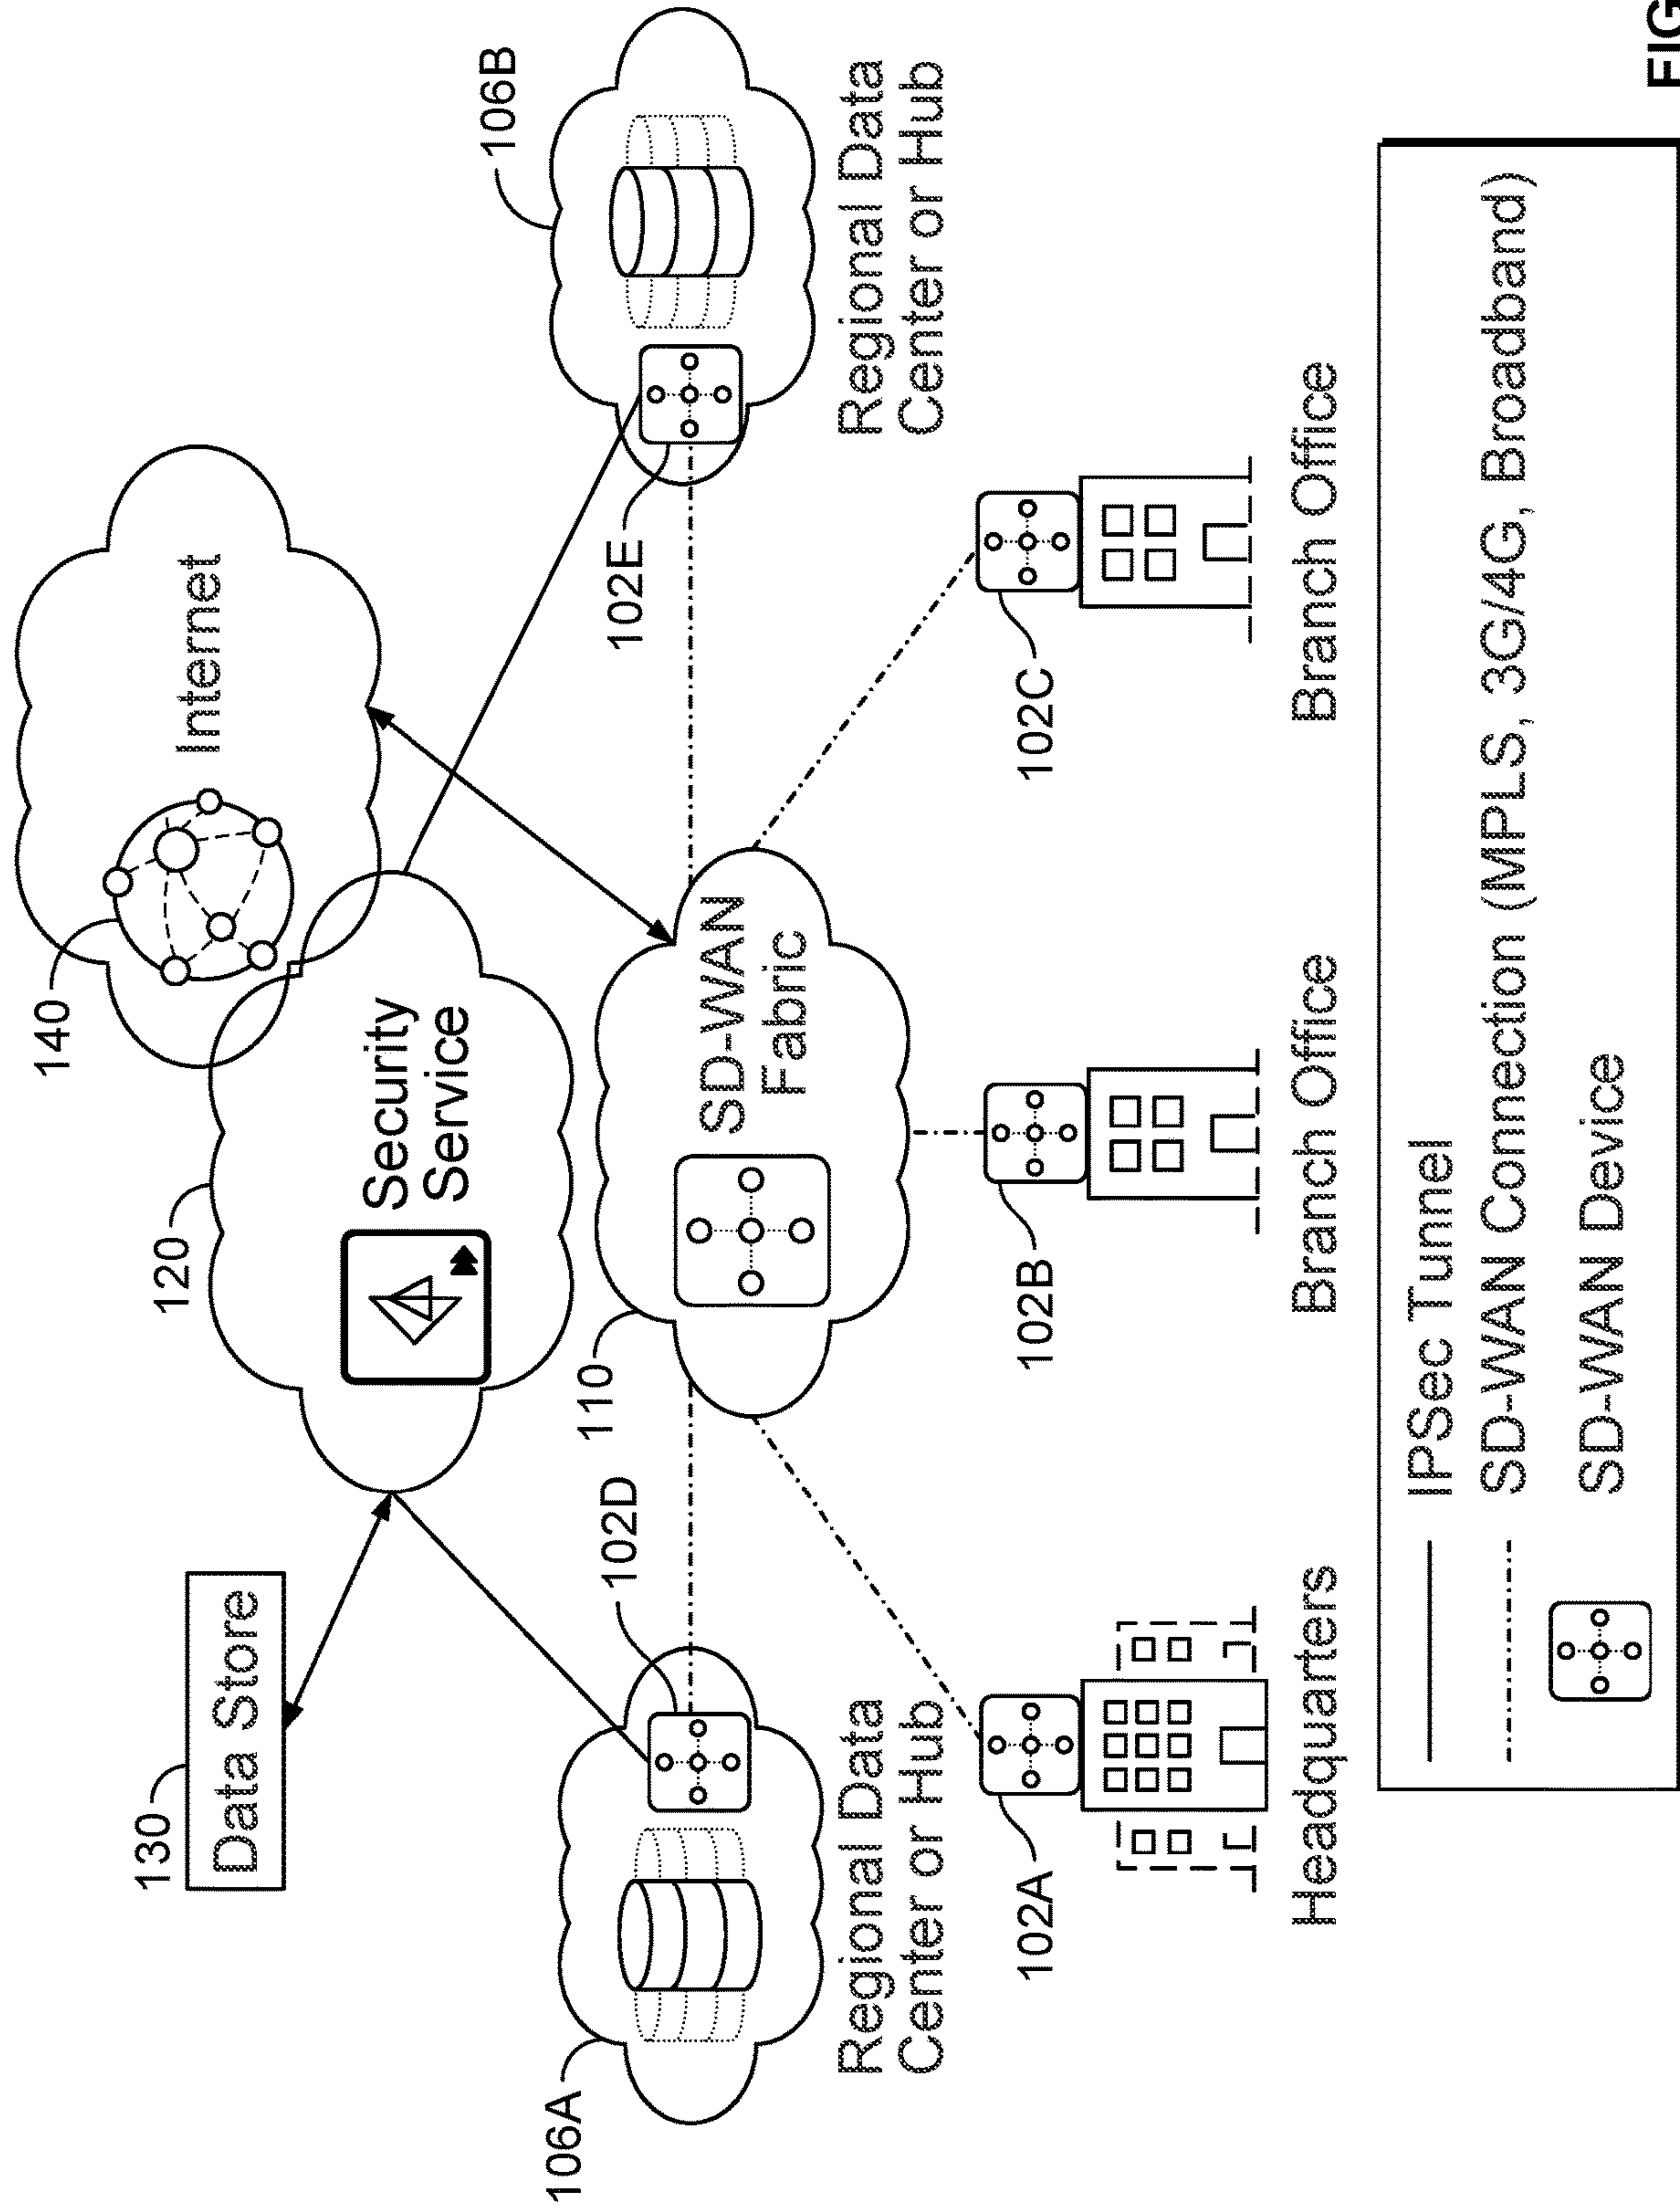 130
Data Store
140
Internet
120
Security
Service
106A
102D
110
SD-WAN
Fabric
102E
106B
Regional Data
Center or Hub
Regional Data
Center or Hub
102A
102B
102C
Headquarters
Branch Office
Branch Office
IPSec Tunnel
SD-WAN Connection (MPLS, 3G/4G, Broadband)
SD-WAN Device
FIG